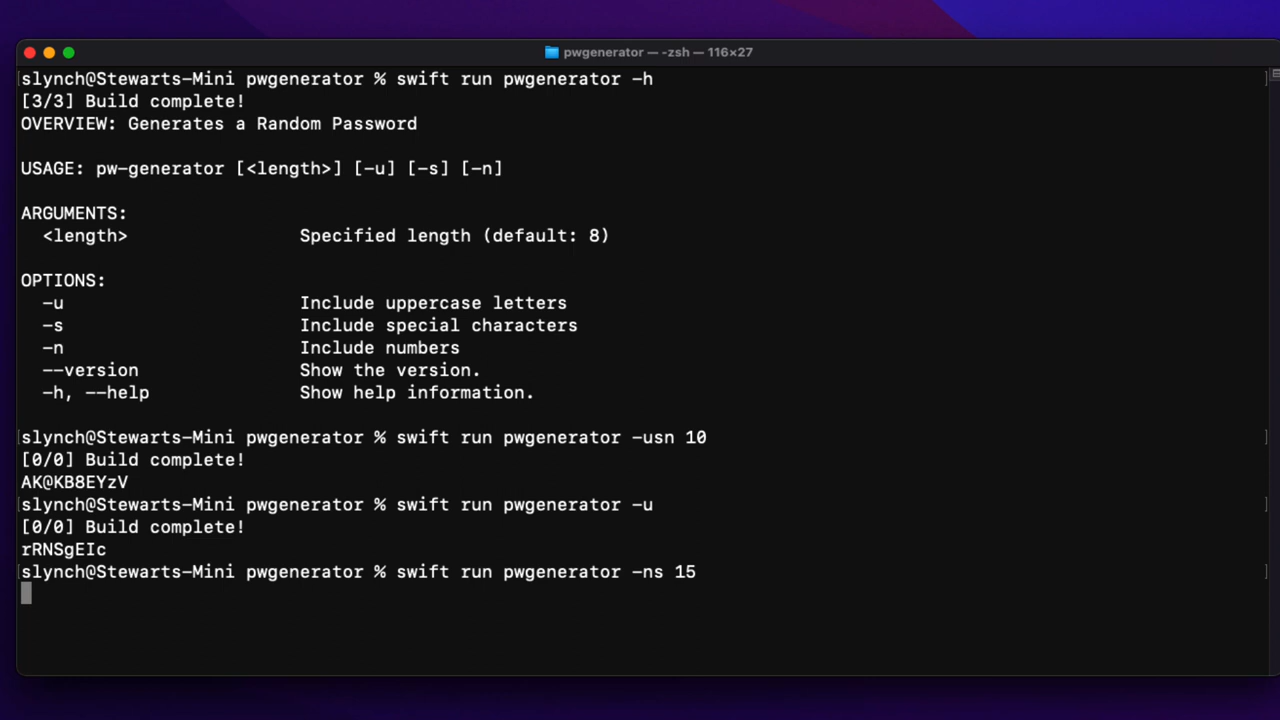 pwgenerator — -zsh — 116×27
slynch@Stewarts-Mini pwgenerator % swift run pwgenerator -h
[3/3] Build complete!
OVERVIEW: Generates a Random Password
USAGE: pw-generator [<length>] [-u] [-s] [-n]
ARGUMENTS:
<length> Specified length (default: 8)
OPTIONS:
-u Include uppercase letters
-s Include special characters
-n Include numbers
--version Show the version.
-h, --help Show help information.
slynch@Stewarts-Mini pwgenerator % swift run pwgenerator -usn 10
[0/0] Build complete!
AK@KB8EYzV
slynch@Stewarts-Mini pwgenerator % swift run pwgenerator -u
[0/0] Build complete!
rRNSgEIc
slynch@Stewarts-Mini pwgenerator % swift run pwgenerator -ns 15